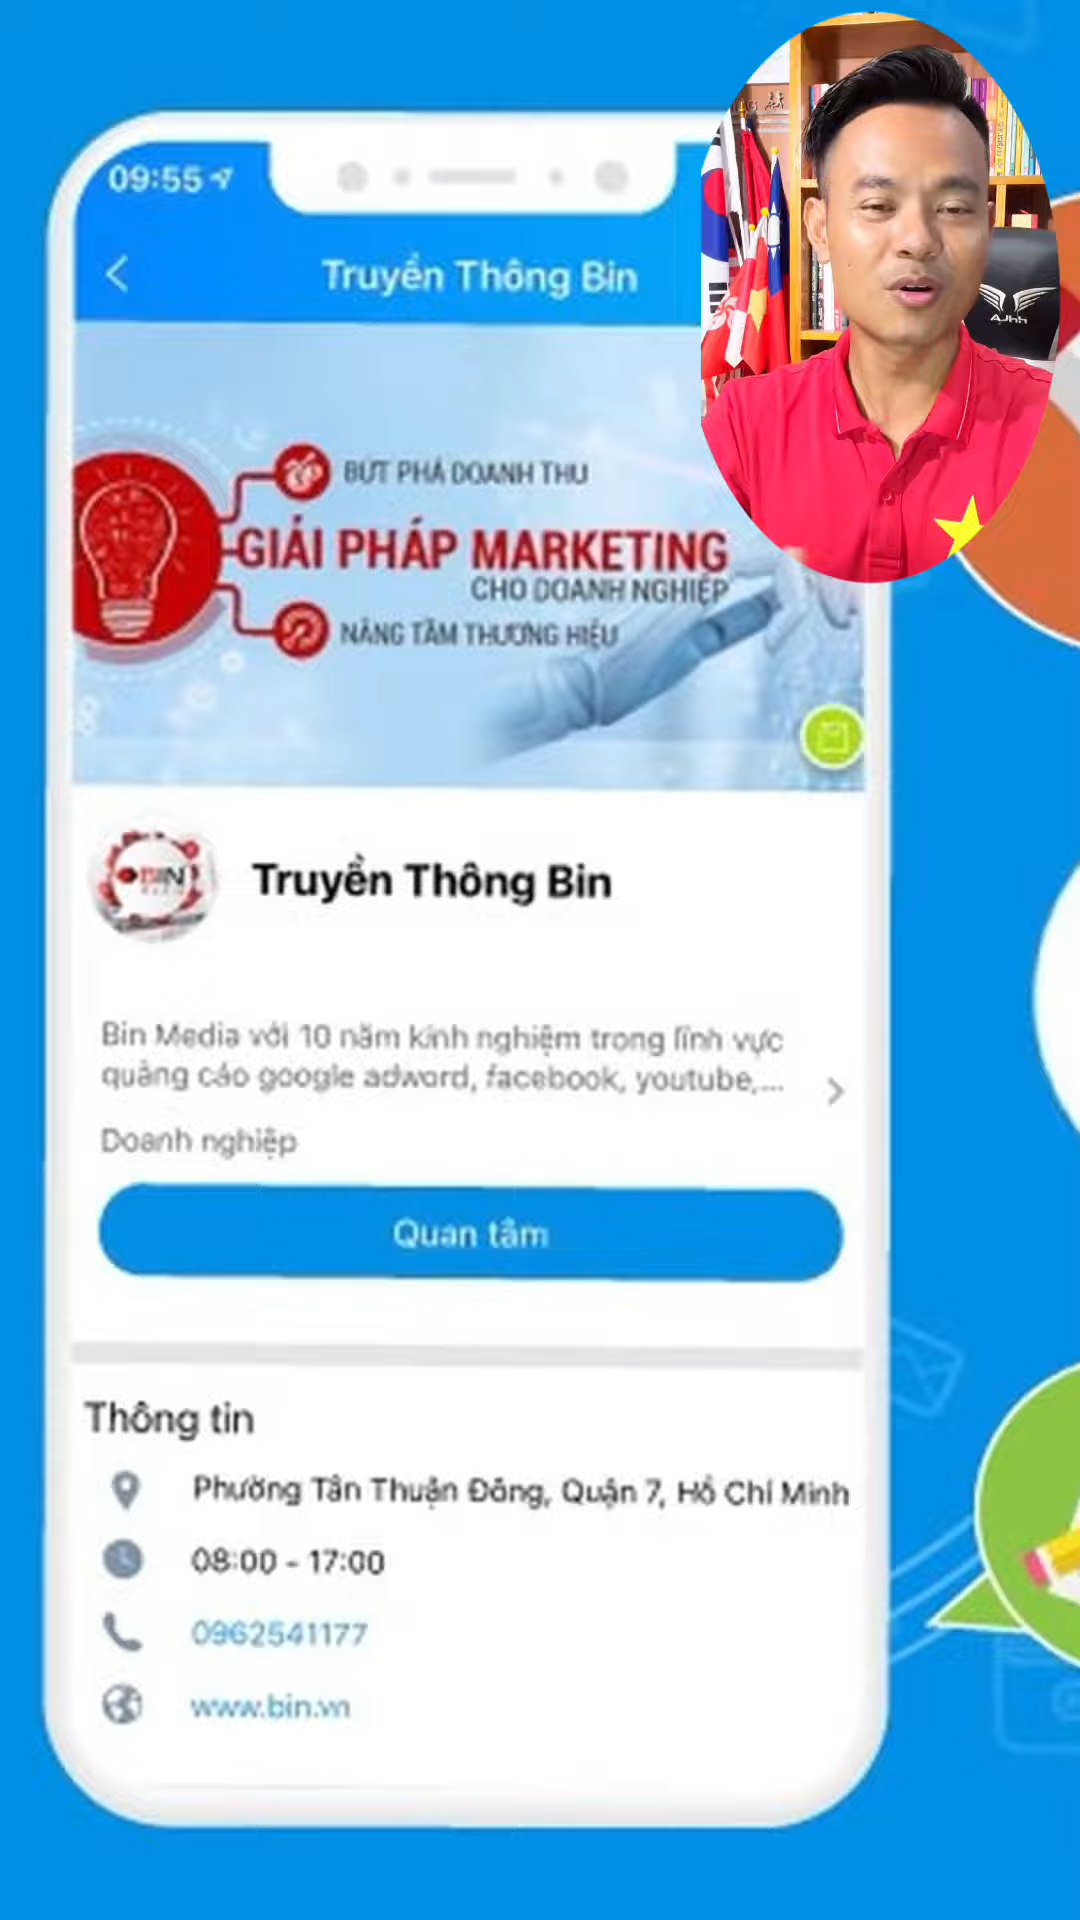 09:55
Truyền Thông Bin
BỨT PHÁ DOANH THU
GIẢI PHÁP MARKETING
CHO DOANH NGHIỆP
NÂNG TẦM THƯƠNG HIỆU
BIN
Truyền Thông Bin
Bin Media với 10 năm kinh nghiệm trong lĩnh vực
quảng cáo google adword, facebook, youtube,...
Doanh nghiệp
Quan tâm
Thông tin
Phường Tân Thuận Đông, Quận 7, Hồ Chí Minh
08:00 - 17:00
0962541177
www.bin.vn